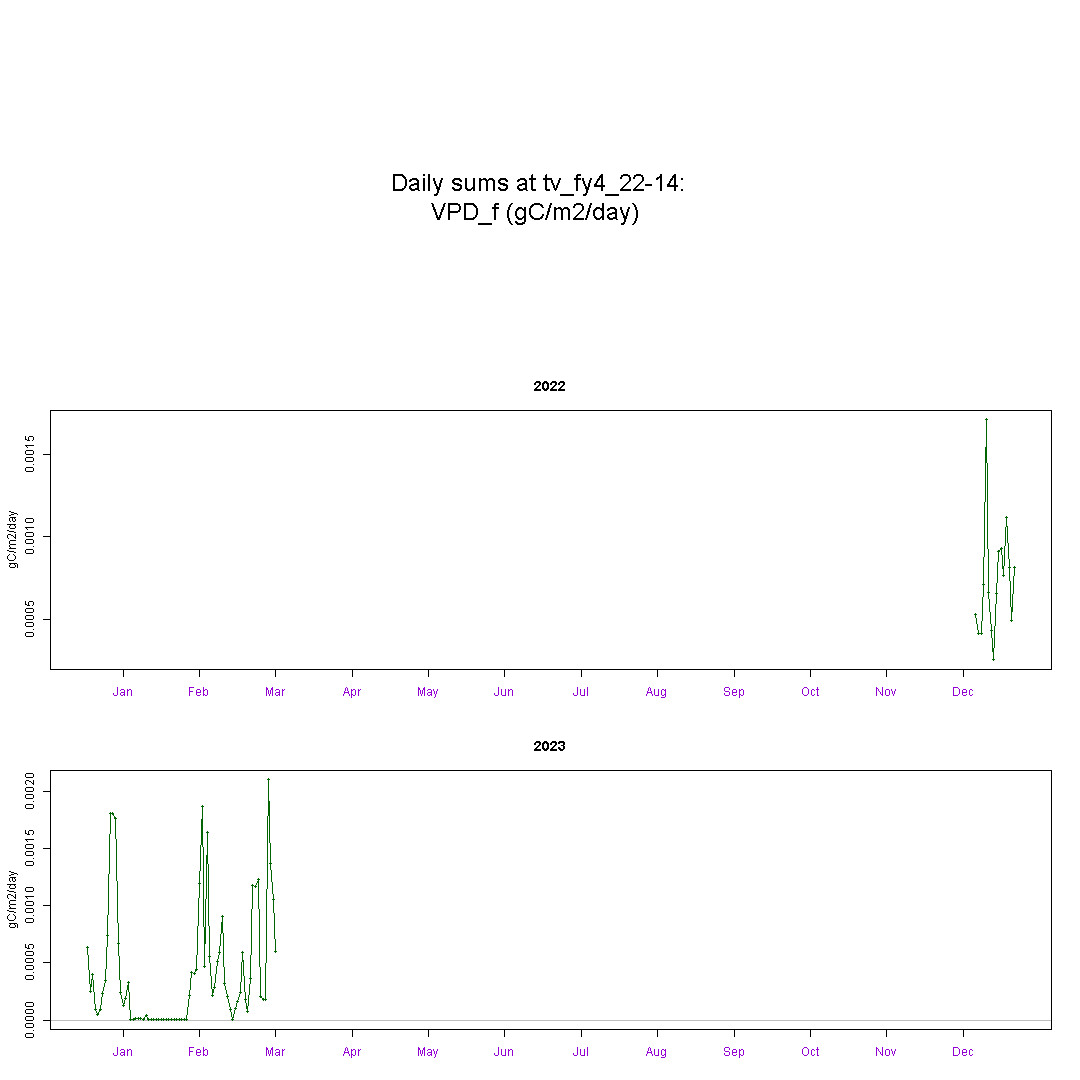 Daily sums at tv_fy4_22-14:
VPD_f (gC/m2/day)
2022
gC/m2/day
0.0015
0.0010
0.0005
Jan Feb Mar Apr May Jun Jul Aug Sep Oct Nov Dec
2023
gC/m2/day
0.0020
0.0015
0.0010
0.0005
0.0000
Jan Feb Mar Apr May Jun Jul Aug Sep Oct Nov Dec